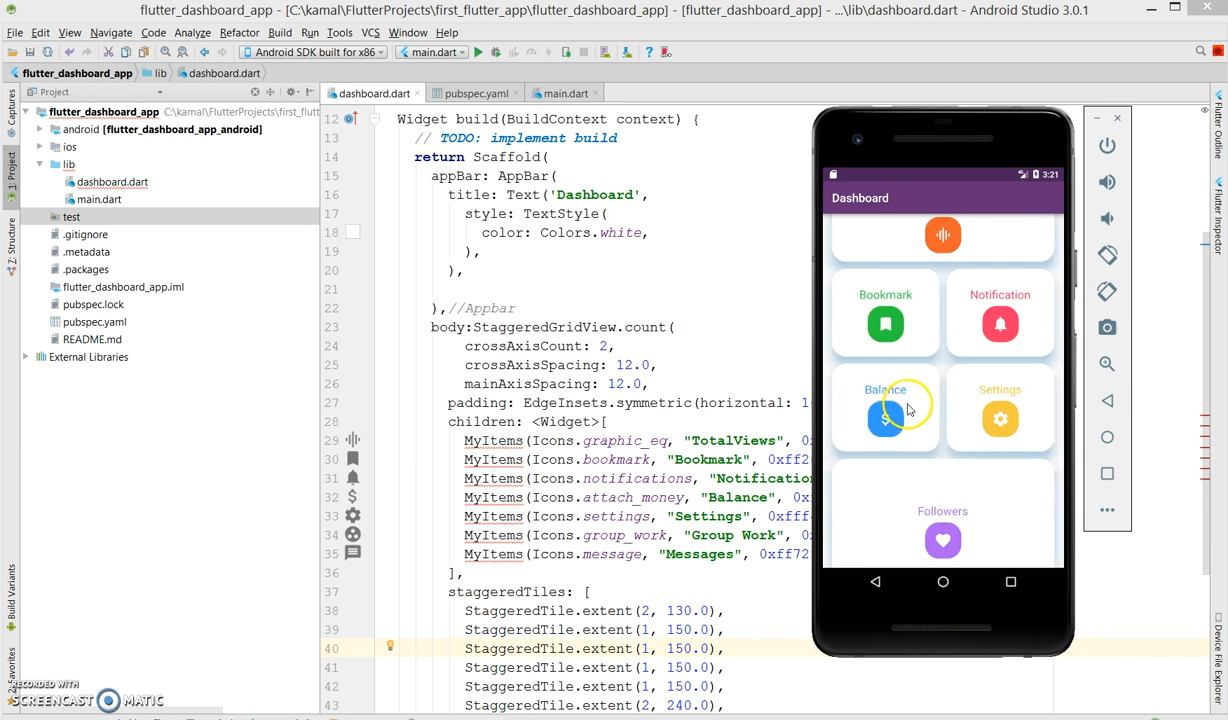 flutter_dashboard_app - [C:\kamal\FlutterProjects\first_flutter_app\flutter_dashboard_app] - [flutter_dashboard_app] - ...\lib\dashboard.dart - Android Studio 3.0.1
File Edit View Navigate Code Analyze Refactor Build Run Tools VCS Window Help
Android SDK built for x86 main.dart
flutter_dashboard_app lib dashboard.dart
Project
dashboard.dart pubspec.yaml main.dart
flutter_dashboard_app C:\kamal\FlutterProjects\first_flu
android [flutter_dashboard_app_android]
ios
lib
dashboard.dart
main.dart
test
.gitignore
.metadata
.packages
flutter_dashboard_app.iml
pubspec.lock
pubspec.yaml
README.md
External Libraries
Captures
1: Project
7: Structure
Build Variants
2: Favorites
12 Widget build(BuildContext context) {
13 // TODO: implement build
14 return Scaffold(
15 appBar: AppBar(
16 title: Text('Dashboard',
17 style: TextStyle(
18 color: Colors.white,
19 ),
20 ),
21
22 ),//Appbar
23 body:StaggeredGridView.count(
24 crossAxisCount: 2,
25 crossAxisSpacing: 12.0,
26 mainAxisSpacing: 12.0,
27 padding: EdgeInsets.symmetric(horizontal: 1
28 children: <Widget>[
29 MyItems(Icons.graphic_eq, "TotalViews", 0
30 MyItems(Icons.bookmark, "Bookmark", 0xff2
31 MyItems(Icons.notifications, "Notification
32 MyItems(Icons.attach_money, "Balance", 0x
33 MyItems(Icons.settings, "Settings", 0xff
34 MyItems(Icons.group_work, "Group Work", 0
35 MyItems(Icons.message, "Messages", 0xff72
36 ],
37 staggeredTiles: [
38 StaggeredTile.extent(2, 130.0),
39 StaggeredTile.extent(1, 150.0),
40 StaggeredTile.extent(1, 150.0),
41 StaggeredTile.extent(1, 150.0),
42 StaggeredTile.extent(1, 150.0),
43 StaggeredTile.extent(2, 240.0),
3:21
Dashboard
Bookmark Notification
Balance Settings
Followers
Flutter Outline
Flutter Inspector
Device File Explorer
RECORDED WITH
SCREENCAST MATIC